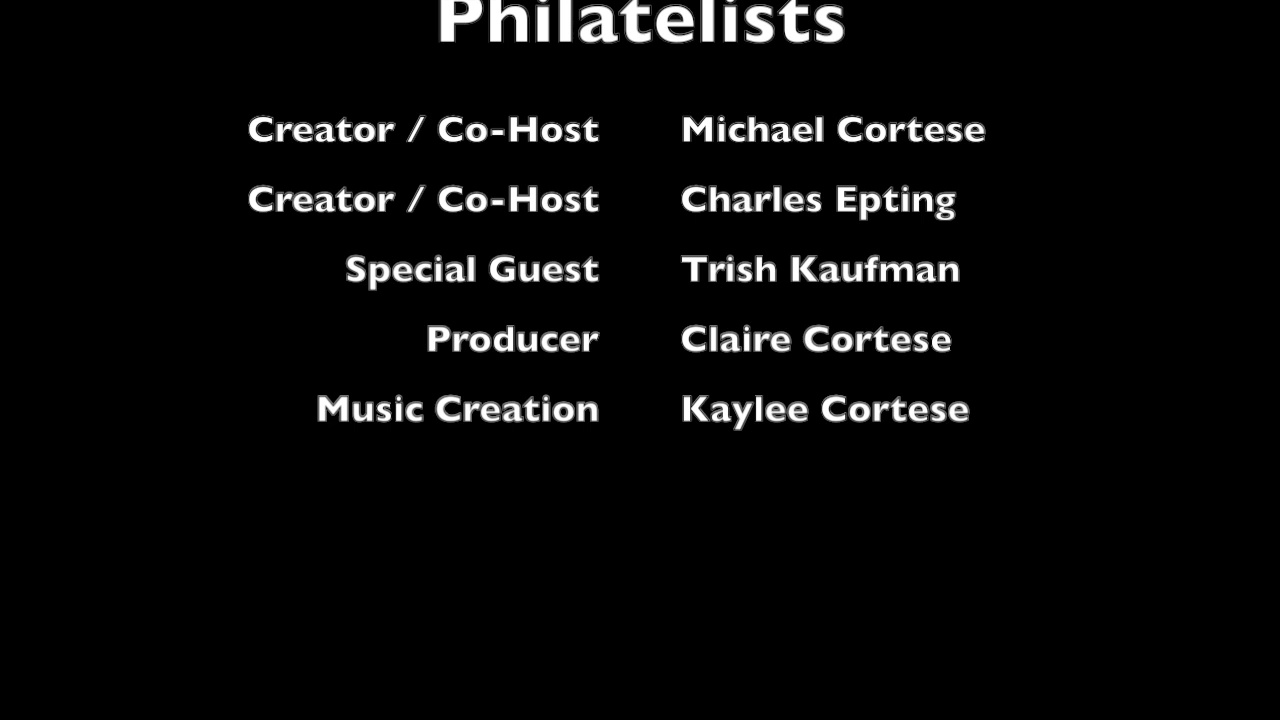 Philatelists
Creator / Co-Host Michael Cortese
Creator / Co-Host Charles Epting
Special Guest Trish Kaufman
Producer Claire Cortese
Music Creation Kaylee Cortese